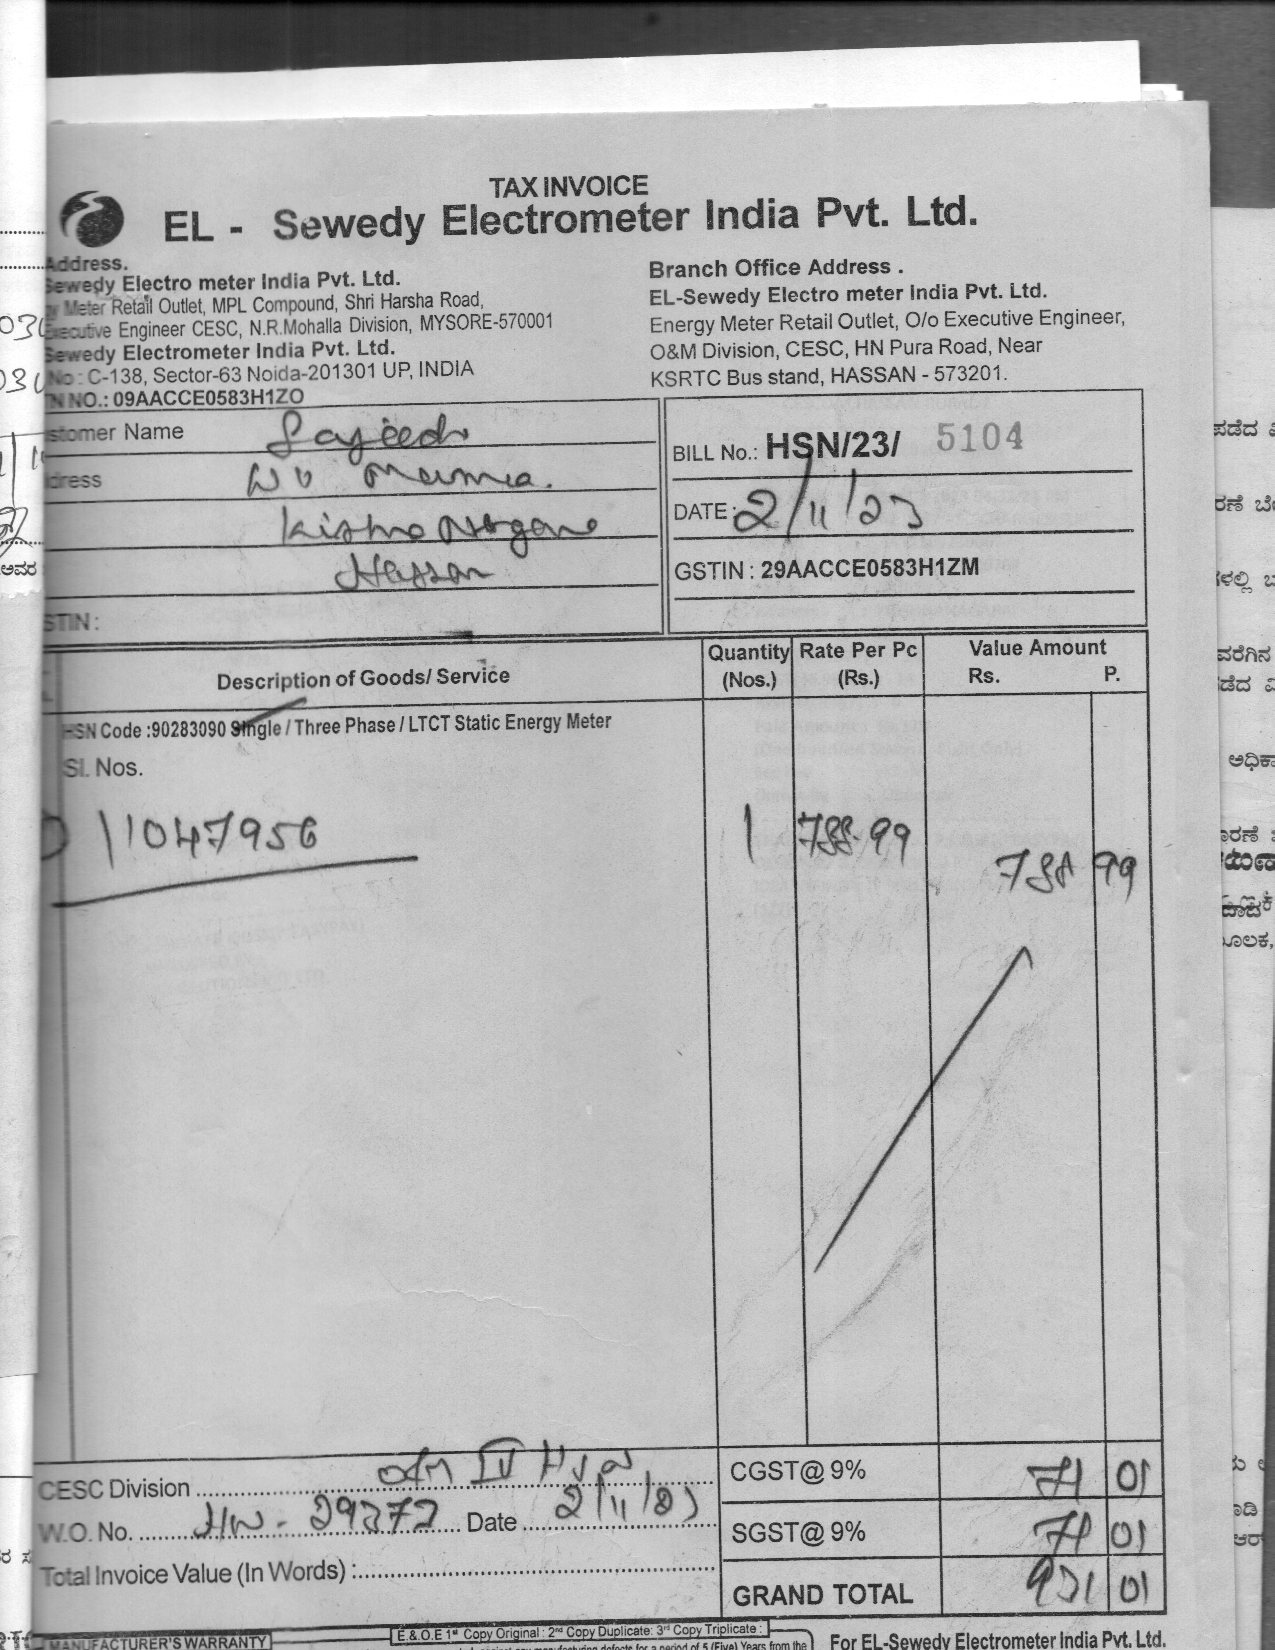 TAX INVOICE
EL - Sewedy Electrometer India Pvt. Ltd.
Address.
Sewedy Electro meter India Pvt. Ltd.
Meter Retail Outlet, MPL Compound, Shri Harsha Road,
Executive Engineer CESC, N.R.Mohalla Division, MYSORE-570001
Sewedy Electrometer India Pvt. Ltd.
No : C-138, Sector-63 Noida-201301 UP, INDIA
NO.: 09AACCE0583H1ZO
Branch Office Address .
EL-Sewedy Electro meter India Pvt. Ltd.
Energy Meter Retail Outlet, O/o Executive Engineer,
O&M Division, CESC, HN Pura Road, Near
KSRTC Bus stand, HASSAN - 573201.
stomer Name Sajeeda
dress
Hassan
STIN :
BILL No.: HSN/23/ 5104
DATE : 2/11/23
GSTIN : 29AACCE0583H1ZM
Description of Goods/ Service Quantity (Nos.) Rate Per Pc (Rs.) Value Amount Rs. P.
HSN Code :90283090 Single / Three Phase / LTCT Static Energy Meter
Sl. Nos.
11047956 1 788.99 788 99
CESC Division
W.O. No. 29372 Date 2/11/23
Total Invoice Value (In Words) :
CGST@ 9% 71 01
SGST@ 9% 71 01
GRAND TOTAL 931 01
E.& O.E 1st Copy Original : 2nd Copy Duplicate: 3rd Copy Triplicate :
MANUFACTURER'S WARRANTY
For EL-Sewedy Electrometer India Pvt. Ltd.